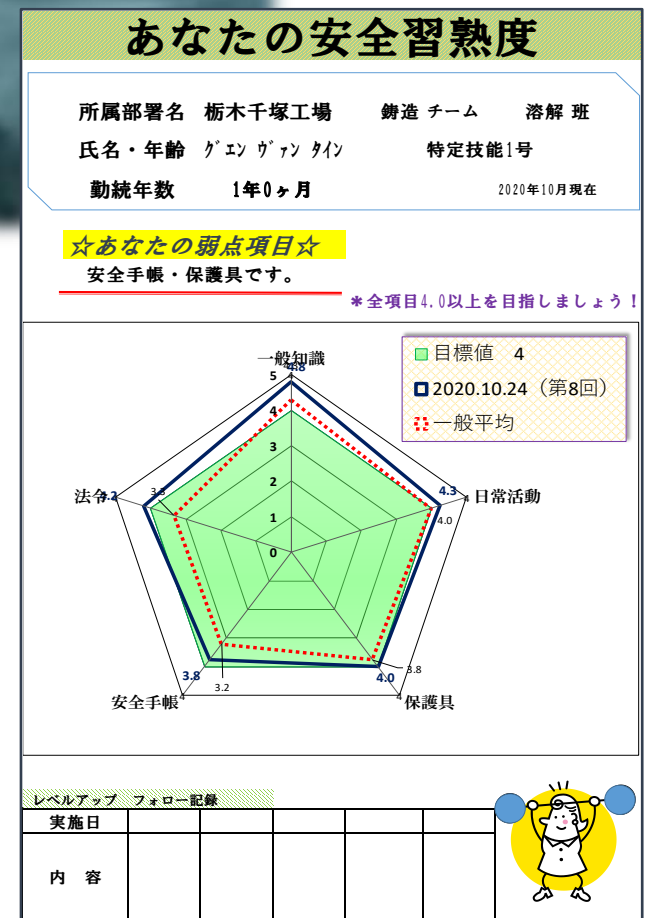 あなたの安全習熟度
所属部署名 栃木千塚工場 鋳造 チーム 溶解 班
氏名・年齢 ｸﾞｴﾝ ｳﾞｧﾝ ﾀｲﾝ 特定技能1号
勤続年数 1年0ヶ月 2020年10月現在
☆あなたの弱点項目☆
安全手帳・保護具です。
＊全項目4.0以上を目指しましょう！
目標値 4
2020.10.24（第8回）
一般平均
一般知識
4.8
5
4
3
2
1
0
法令
3.3
4.3
4
日常活動
4.0
3.8
3.2
4
安全手帳
4.0
3.8
4
保護具
レベルアップ フォロー記録
実施日
内 容